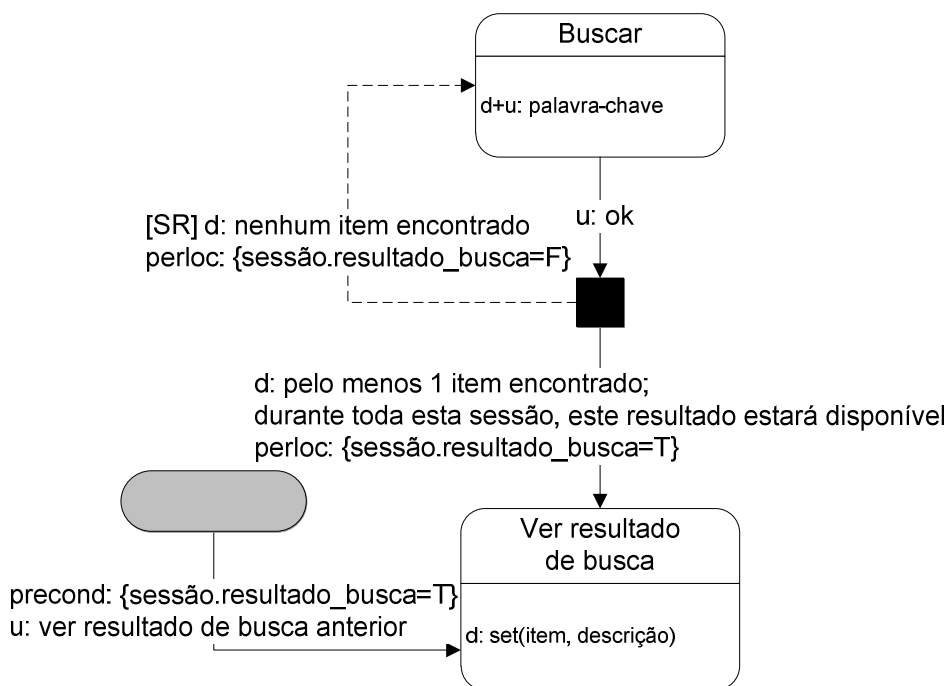 Buscar
d+u: palavra-chave
u: ok
[SR] d: nenhum item encontrado
perloc: {sessão.resultado_busca=F}
d: pelo menos 1 item encontrado;
durante toda esta sessão, este resultado estará disponível
perloc: {sessão.resultado_busca=T}
Ver resultado
de busca
d: set(item, descrição)
precond: {sessão.resultado_busca=T}
u: ver resultado de busca anterior